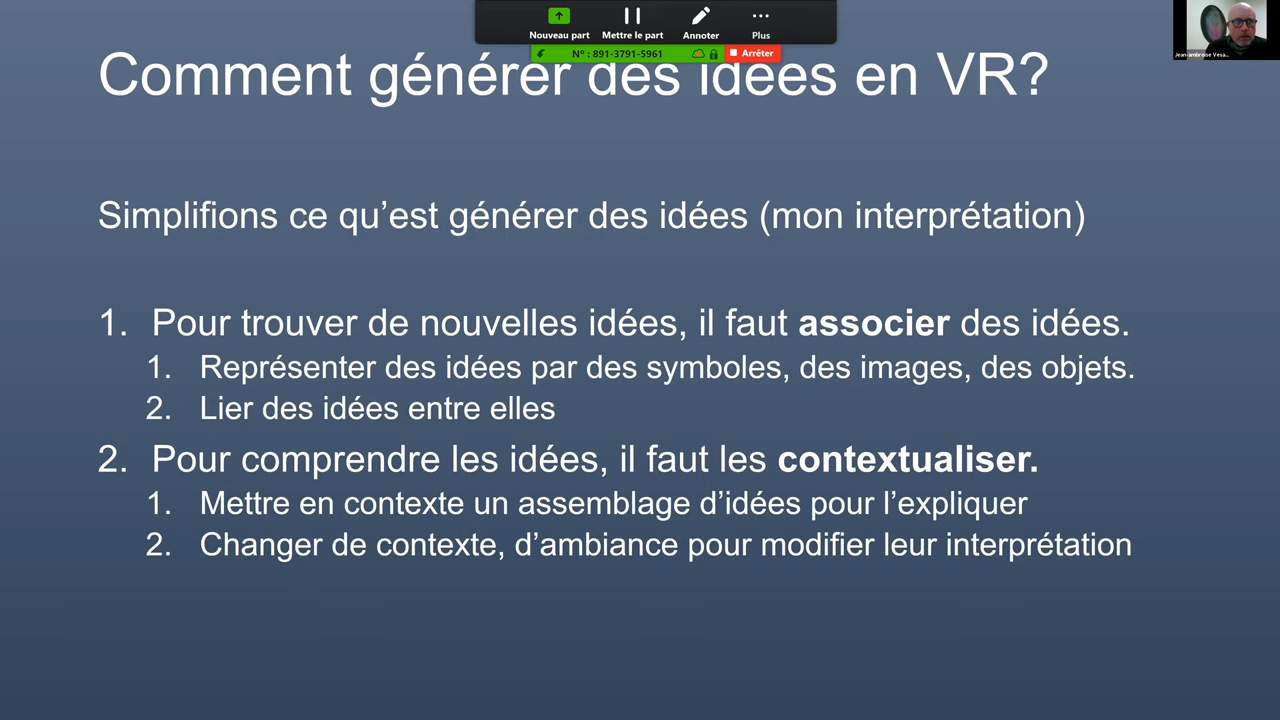 Nouveau part
Mettre le part
Annoter
Plus
N° : 891-3791-5961
Arrêter
Comment générer des idées en VR?
Jean-ambroise Vesa...
Simplifions ce qu’est générer des idées (mon interprétation)
1. Pour trouver de nouvelles idées, il faut associer des idées.
1. Représenter des idées par des symboles, des images, des objets.
2. Lier des idées entre elles
2. Pour comprendre les idées, il faut les contextualiser.
1. Mettre en contexte un assemblage d’idées pour l’expliquer
2. Changer de contexte, d’ambiance pour modifier leur interprétation